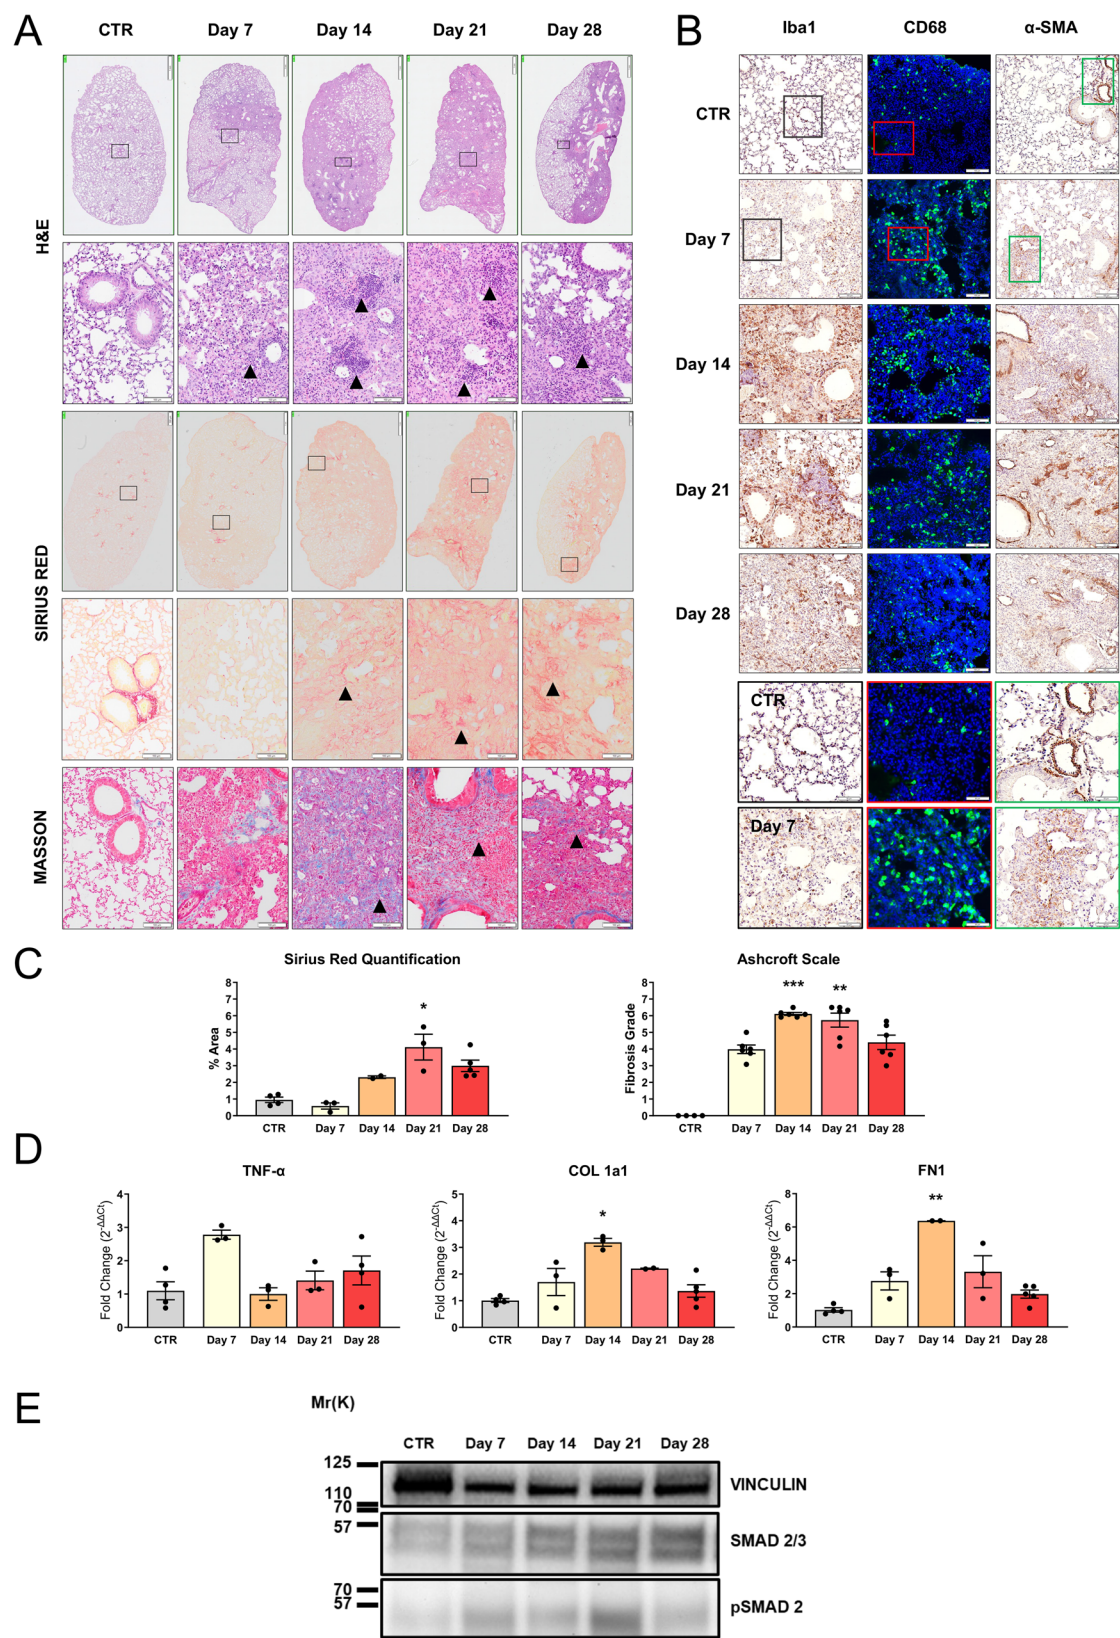 A
CTR Day 7 Day 14 Day 21 Day 28
H&E
SIRIUS RED
MASSON
B
Iba1 CD68 α-SMA
CTR
Day 7
Day 14
Day 21
Day 28
CTR
Day 7
C
Sirius Red Quantification
% Area
8
7
6
5
4
3
2
1
0
*
CTR Day 7 Day 14 Day 21 Day 28
Ashcroft Scale
Fibrosis Grade
8
7
6
5
4
3
2
1
0
*** **
CTR Day 7 Day 14 Day 21 Day 28
D
TNF-α
Fold Change (2^-ΔΔCt)
4
3
2
1
0
CTR Day 7 Day 14 Day 21 Day 28
COL 1a1
Fold Change (2^-ΔΔCt)
5
4
3
2
1
0
*
CTR Day 7 Day 14 Day 21 Day 28
FN1
Fold Change (2^-ΔΔCt)
8
6
4
2
0
**
CTR Day 7 Day 14 Day 21 Day 28
E
Mr(K)
CTR Day 7 Day 14 Day 21 Day 28
125
110
70
VINCULIN
57
SMAD 2/3
70
57
pSMAD 2